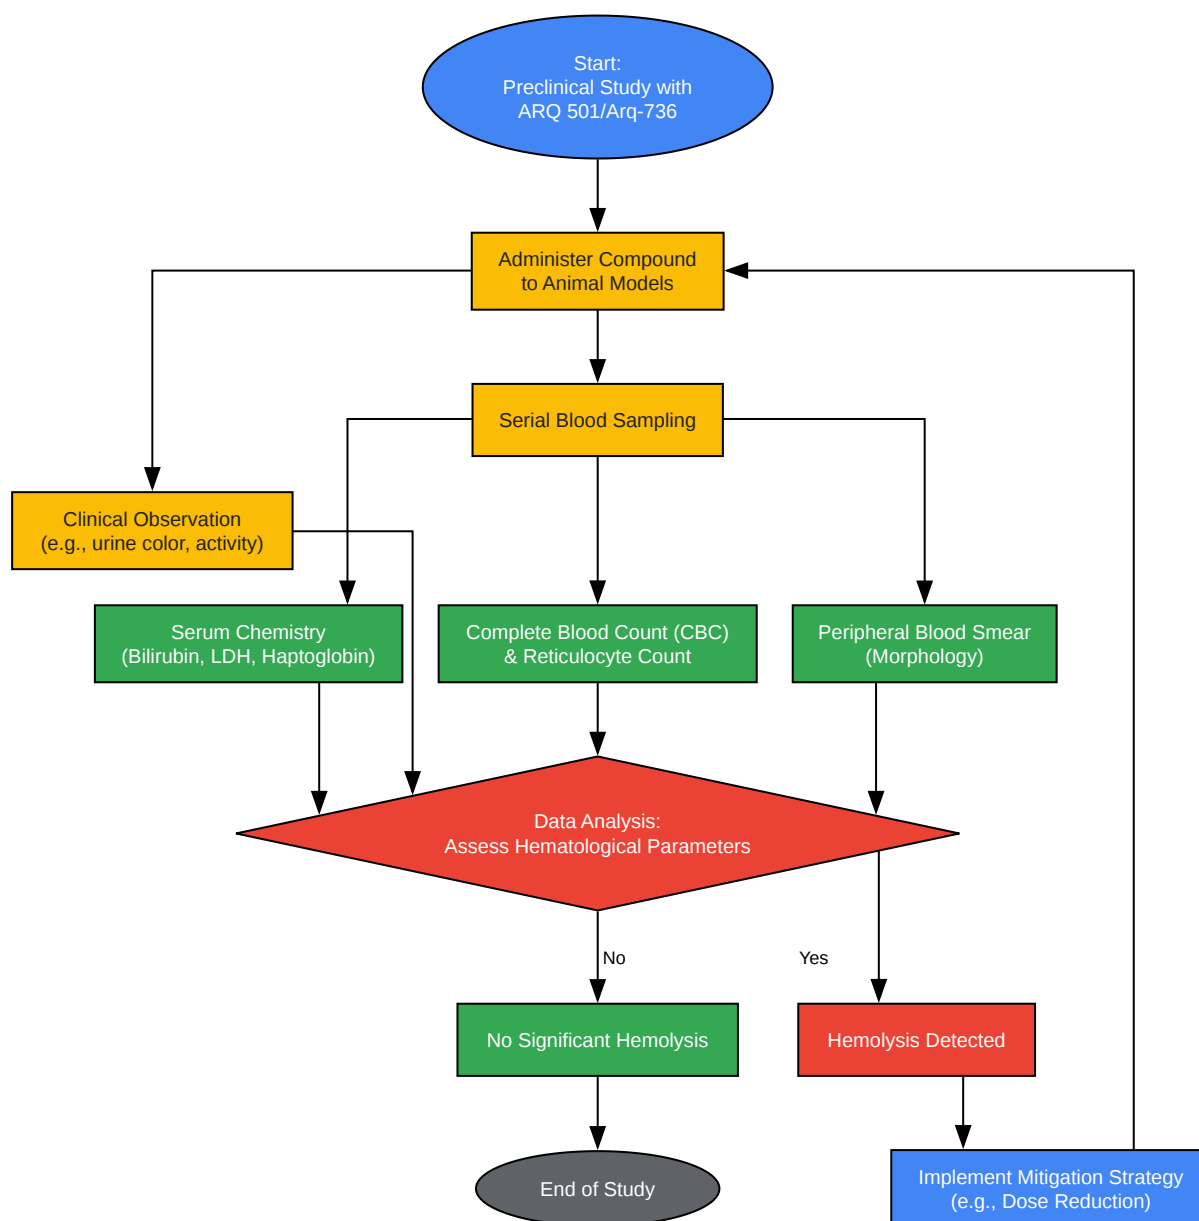 Start:
Preclinical Study with
ARQ 501/Arq-736
Administer Compound
to Animal Models
Serial Blood Sampling
Clinical Observation
(e.g., urine color, activity)
Serum Chemistry
(Bilirubin, LDH, Haptoglobin)
Complete Blood Count (CBC)
& Reticulocyte Count
Peripheral Blood Smear
(Morphology)
Data Analysis:
Assess Hematological Parameters
No
Yes
No Significant Hemolysis
Hemolysis Detected
End of Study
Implement Mitigation Strategy
(e.g., Dose Reduction)